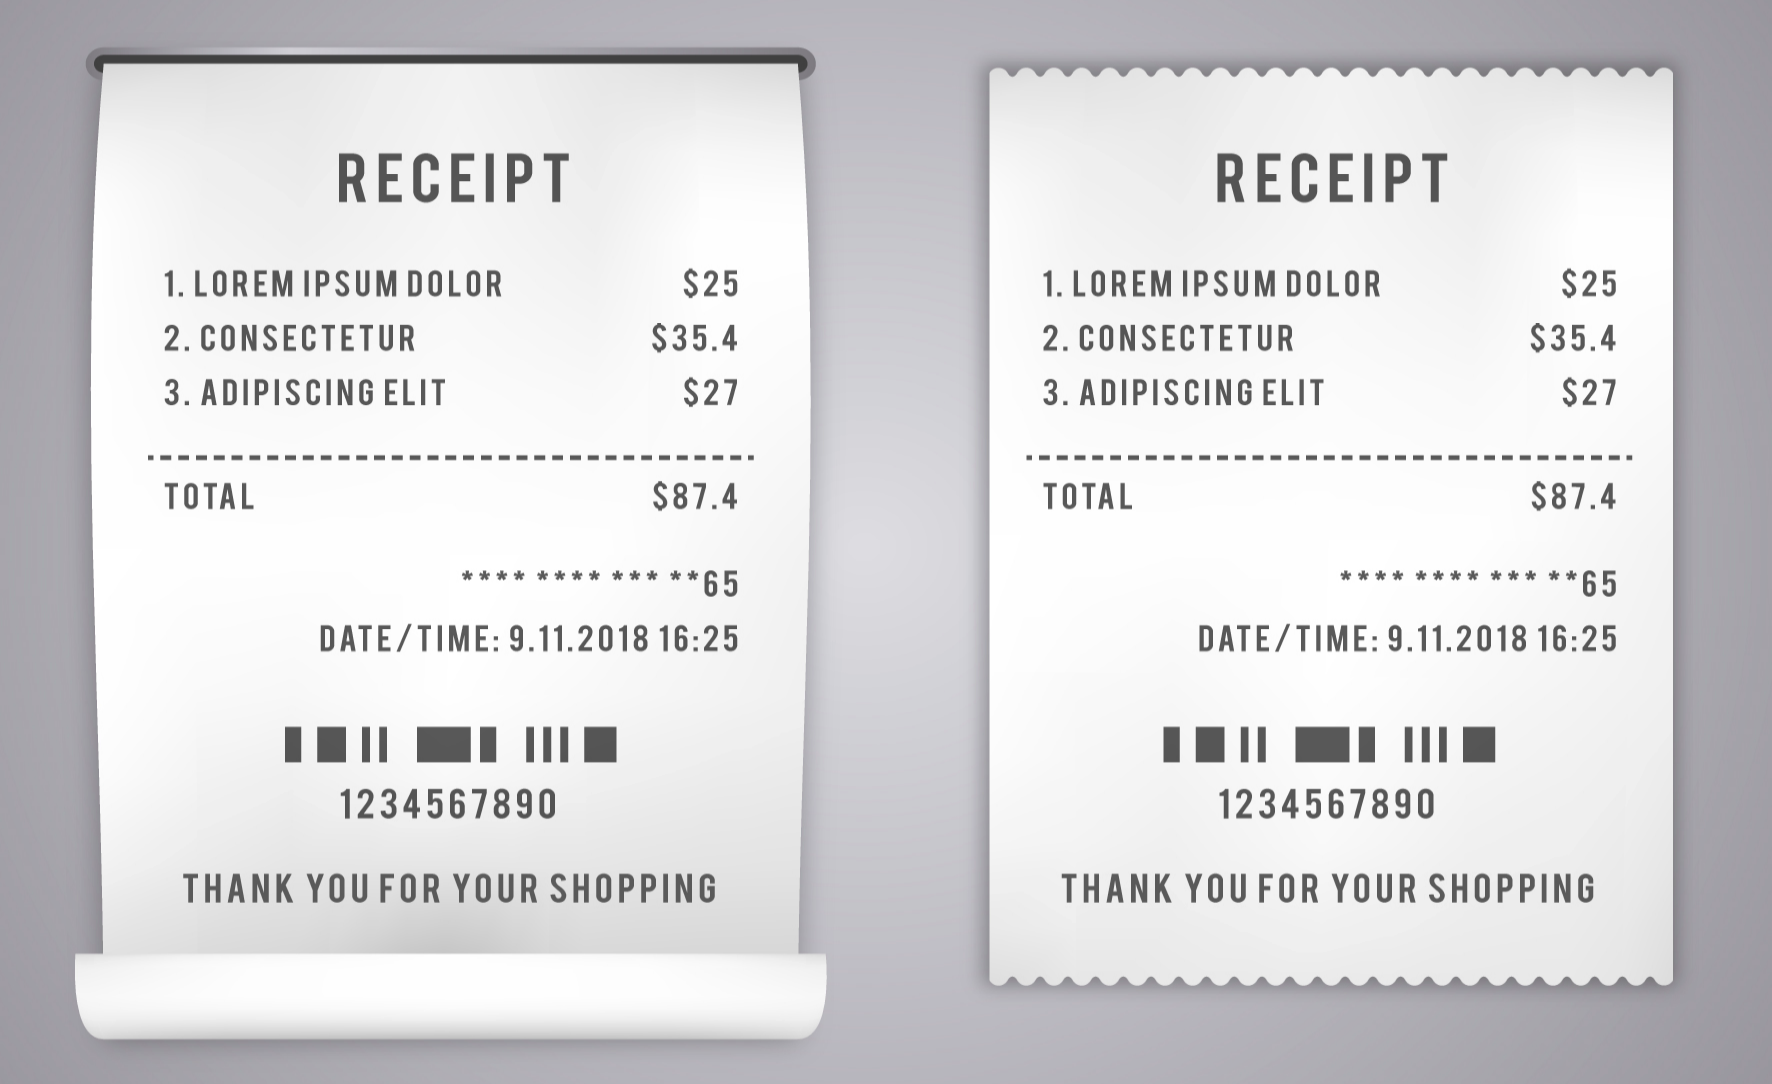 RECEIPT
1. LOREM IPSUM DOLOR $25
2. CONSECTETUR $35.4
3. ADIPISCING ELIT $27
TOTAL $87.4
**** **** *** **65
DATE/TIME: 9.11.2018 16:25
1234567890
THANK YOU FOR YOUR SHOPPING
RECEIPT
1. LOREM IPSUM DOLOR $25
2. CONSECTETUR $35.4
3. ADIPISCING ELIT $27
TOTAL $87.4
**** **** *** **65
DATE/TIME: 9.11.2018 16:25
1234567890
THANK YOU FOR YOUR SHOPPING